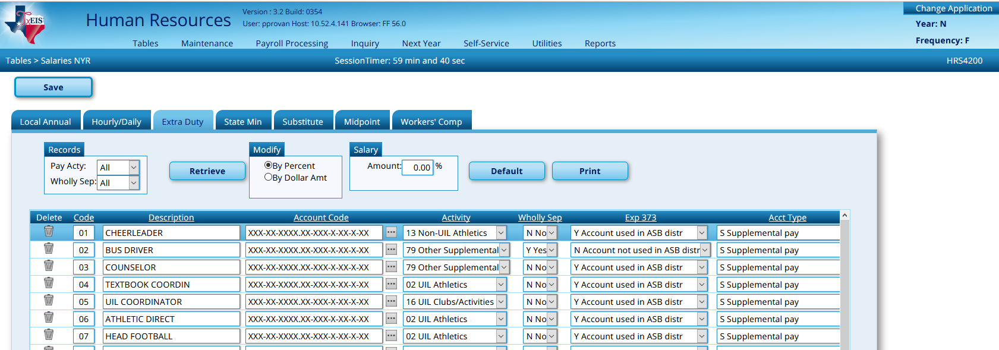 TxEIS
Human Resources
Version : 3.2 Build: 0354
User: pprovan Host: 10.52.4.141 Browser: FF 56.0
Change Application
Year: N
Frequency: F
Tables Maintenance Payroll Processing Inquiry Next Year Self-Service Utilities Reports
Tables > Salaries NYR SessionTimer: 59 min and 40 sec HRS4200
Save
Local Annual Hourly/Daily Extra Duty State Min Substitute Midpoint Workers' Comp
Records
Pay Acty: All
Wholly Sep: All
Retrieve
Modify
By Percent
By Dollar Amt
Salary
Amount: 0.00 %
Default
Print
Delete Code Description Account Code Activity Wholly Sep Exp 373 Acct Type
01 CHEERLEADER XXX-XX-XXXX.XX-XXX-X-XX-X-XX ... 13 Non-UIL Athletics N No Y Account used in ASB distr S Supplemental pay
02 BUS DRIVER XXX-XX-XXXX.XX-XXX-X-XX-X-XX ... 79 Other Supplemental Y Yes N Account not used in ASB distr S Supplemental pay
03 COUNSELOR XXX-XX-XXXX.XX-XXX-X-XX-X-XX ... 79 Other Supplemental N No Y Account used in ASB distr S Supplemental pay
04 TEXTBOOK COORDIN XXX-XX-XXXX.XX-XXX-X-XX-X-XX ... 02 UIL Athletics N No Y Account used in ASB distr S Supplemental pay
05 UIL COORDINATOR XXX-XX-XXXX.XX-XXX-X-XX-X-XX ... 16 UIL Clubs/Activities N No Y Account used in ASB distr S Supplemental pay
06 ATHLETIC DIRECT XXX-XX-XXXX.XX-XXX-X-XX-X-XX ... 02 UIL Athletics N No Y Account used in ASB distr S Supplemental pay
07 HEAD FOOTBALL XXX-XX-XXXX.XX-XXX-X-XX-X-XX ... 02 UIL Athletics N No Y Account used in ASB distr S Supplemental pay